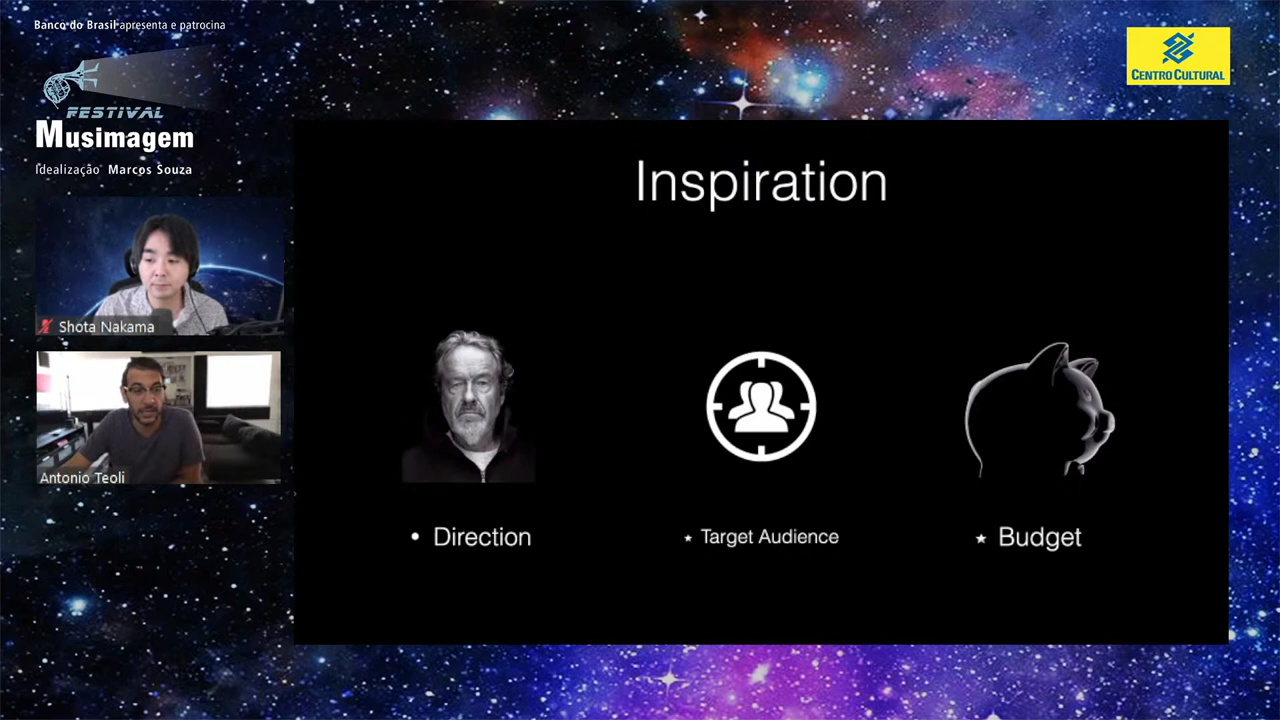 Banco do Brasil apresenta e patrocina
FESTIVAL
Musimagem
Idealização Marcos Souza
CENTRO CULTURAL
Inspiration
Shota Nakama
Antonio Teoli
• Direction
★ Target Audience
★ Budget